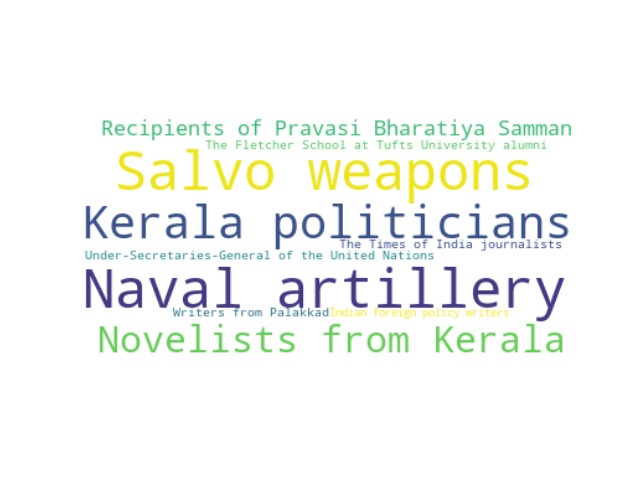 Recipients of Pravasi Bharatiya Samman
The Fletcher School at Tufts University alumni
Salvo weapons
Kerala politicians
The Times of India journalists
Under-Secretaries-General of the United Nations
Naval artillery
Writers from Palakkad
Indian foreign policy writers
Novelists from Kerala